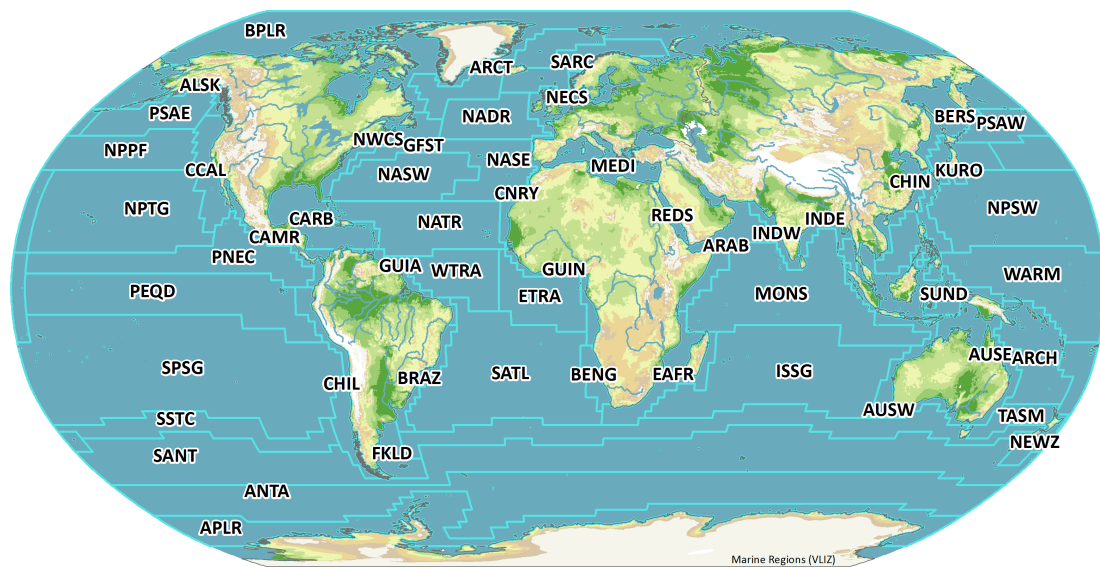 BPLR
ARCT
SARC
ALSK
NECS
PSAE
NADR
BERS
PSAW
NPPF
NWCS
GFST
NASE
MEDI
CCAL
NASW
CHIN
KURO
CNRY
NPTG
CARB
NATR
REDS
INDE
NPSW
CAMR
INDW
PNEC
ARAB
GUIA
WTRA
GUIN
WARM
PEQD
ETRA
MONS
SUND
SPSG
CHIL
BRAZ
SATL
BENG
EAFR
ISSG
AUSE
ARCH
SSTC
AUSW
TASM
SANT
FKLD
NEWZ
ANTA
APLR
Marine Regions (VLIZ)